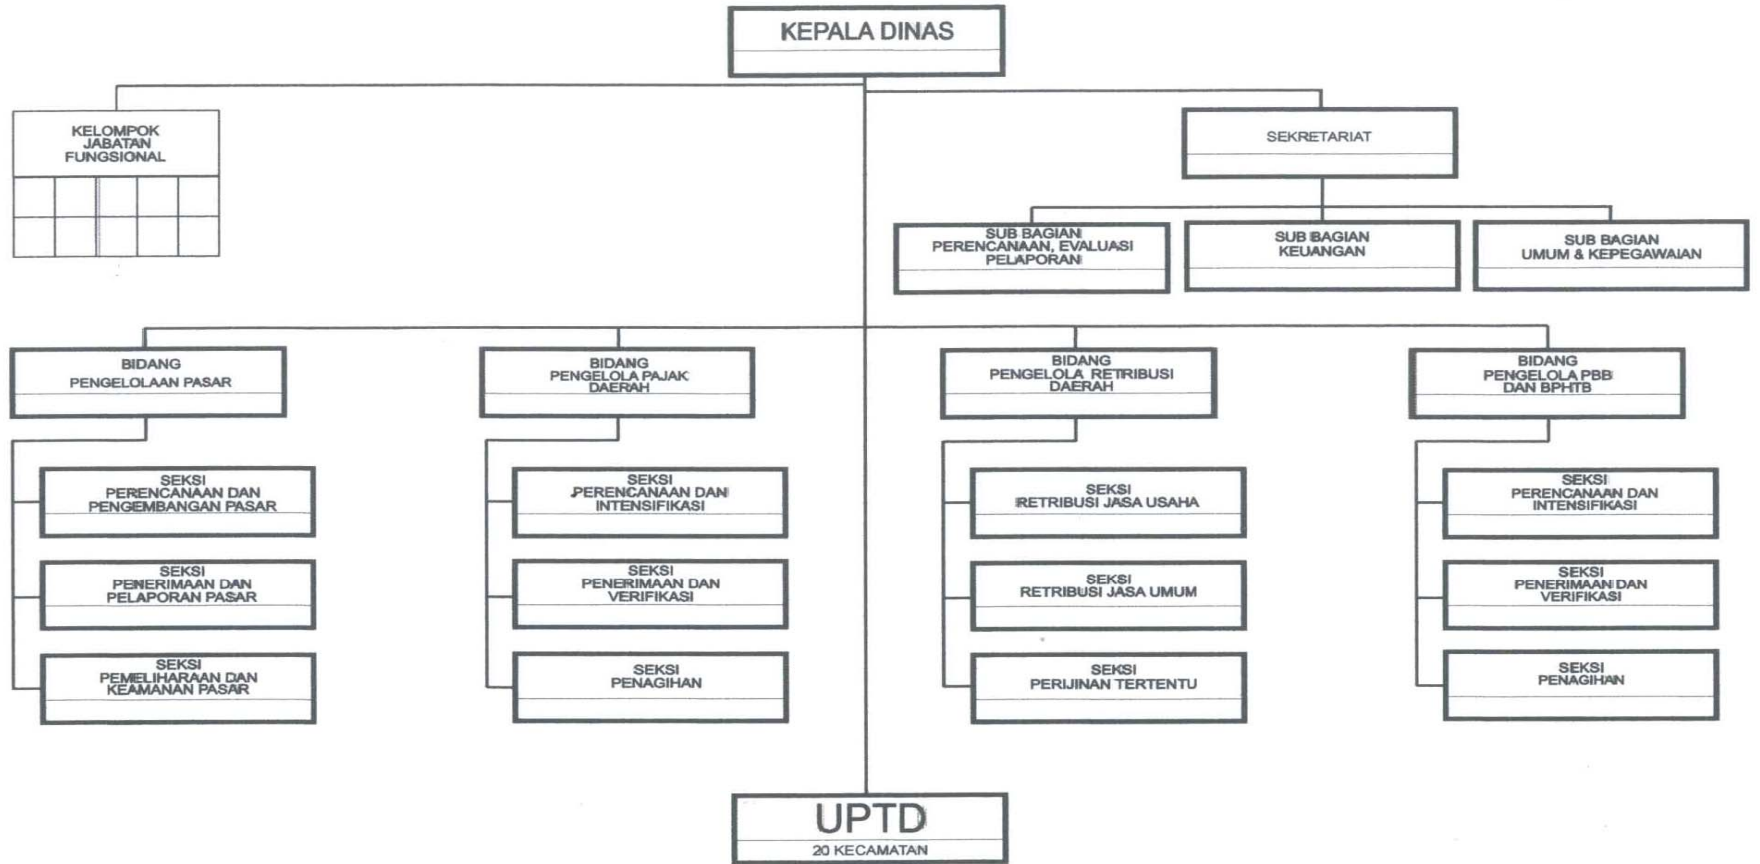 KEPALA DINAS
KELOMPOK
JABATAN
FUNGSIONAL
SEKRETARIAT
SUB BAGIAN
PERENCANAAN, EVALUASI
PELAPORAN
SUB BAGIAN
KEUANGAN
SUB BAGIAN
UMUM & KEPEGAWAIAN
BIDANG
PENGELOLAAN PASAR
BIDANG
PENGELOLA PAJAK
DAERAH
BIDANG
PENGELOLA RETRIBUSI
DAERAH
BIDANG
PENGELOLA PBB
DAN BPHTB
SEKSI
PERENCANAAN DAN
PENGEMBANGAN PASAR
SEKSI
PENERIMAAN DAN
PELAPORAN PASAR
SEKSI
PEMELIHARAAN DAN
KEAMANAN PASAR
SEKSI
PERENCANAAN DAN
INTENSIFIKASI
SEKSI
PENERIMAAN DAN
VERIFIKASI
SEKSI
PENAGIHAN
SEKSI
RETRIBUSI JASA USAHA
SEKSI
RETRIBUSI JASA UMUM
SEKSI
PERIJINAN TERTENTU
SEKSI
PERENCANAAN DAN
INTENSIFIKASI
SEKSI
PENERIMAAN DAN
VERIFIKASI
SEKSI
PENAGIHAN
UPTD
20 KECAMATAN